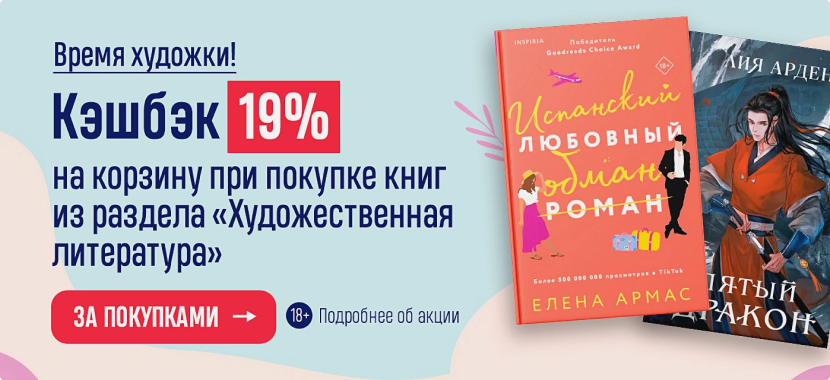 Время художки!
Кэшбэк 19%
на корзину при покупке книг
из раздела «Художественная
литература»
ЗА ПОКУПКАМИ →
18+ Подробнее об акции
INSPIRIA
Победитель
Goodreads Choice Award
18+
Испанский
ЛЮБОВНЫЙ
обман
РОМАН
Более 500 000 000 просмотров в TikTok
ЕЛЕНА АРМАС
ЛИЯ АРДЕН
ПЯТЫЙ
ДРАКОН